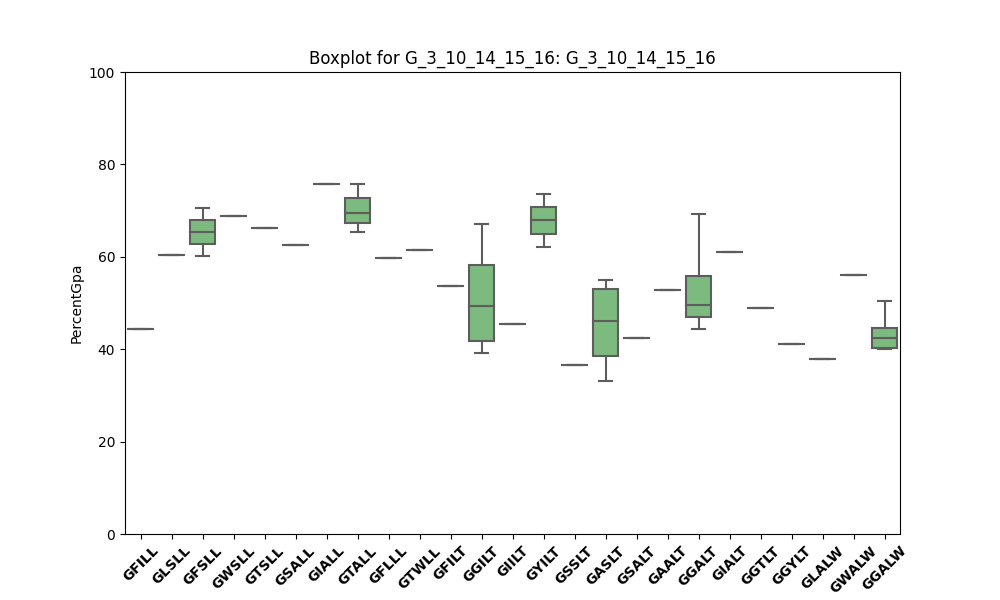 Boxplot for G_3_10_14_15_16: G_3_10_14_15_16
PercentGpa
100
80
60
40
20
0
GFILL
GLSLL
GFSLL
GWSLL
GTSLL
GSALL
GIALL
GTALL
GFLLL
GTWLL
GFILT
GGILT
GIILT
GYILT
GSSLT
GASLT
GSALT
GAALT
GGALT
GIALT
GGTLT
GGYLT
GLALW
GWALW
GGALW